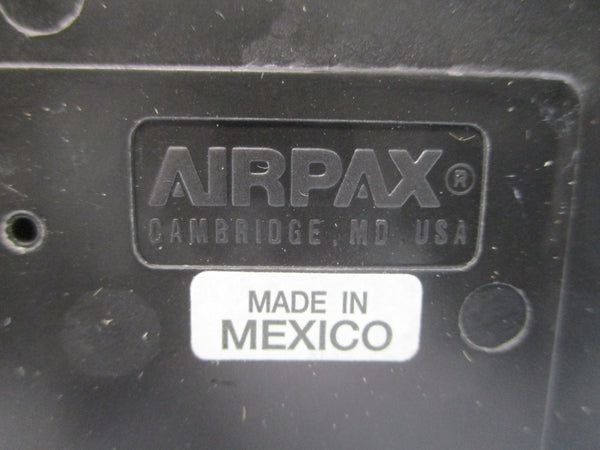 AIRPAX®
CAMBRIDGE, MD, USA
MADE IN
MEXICO